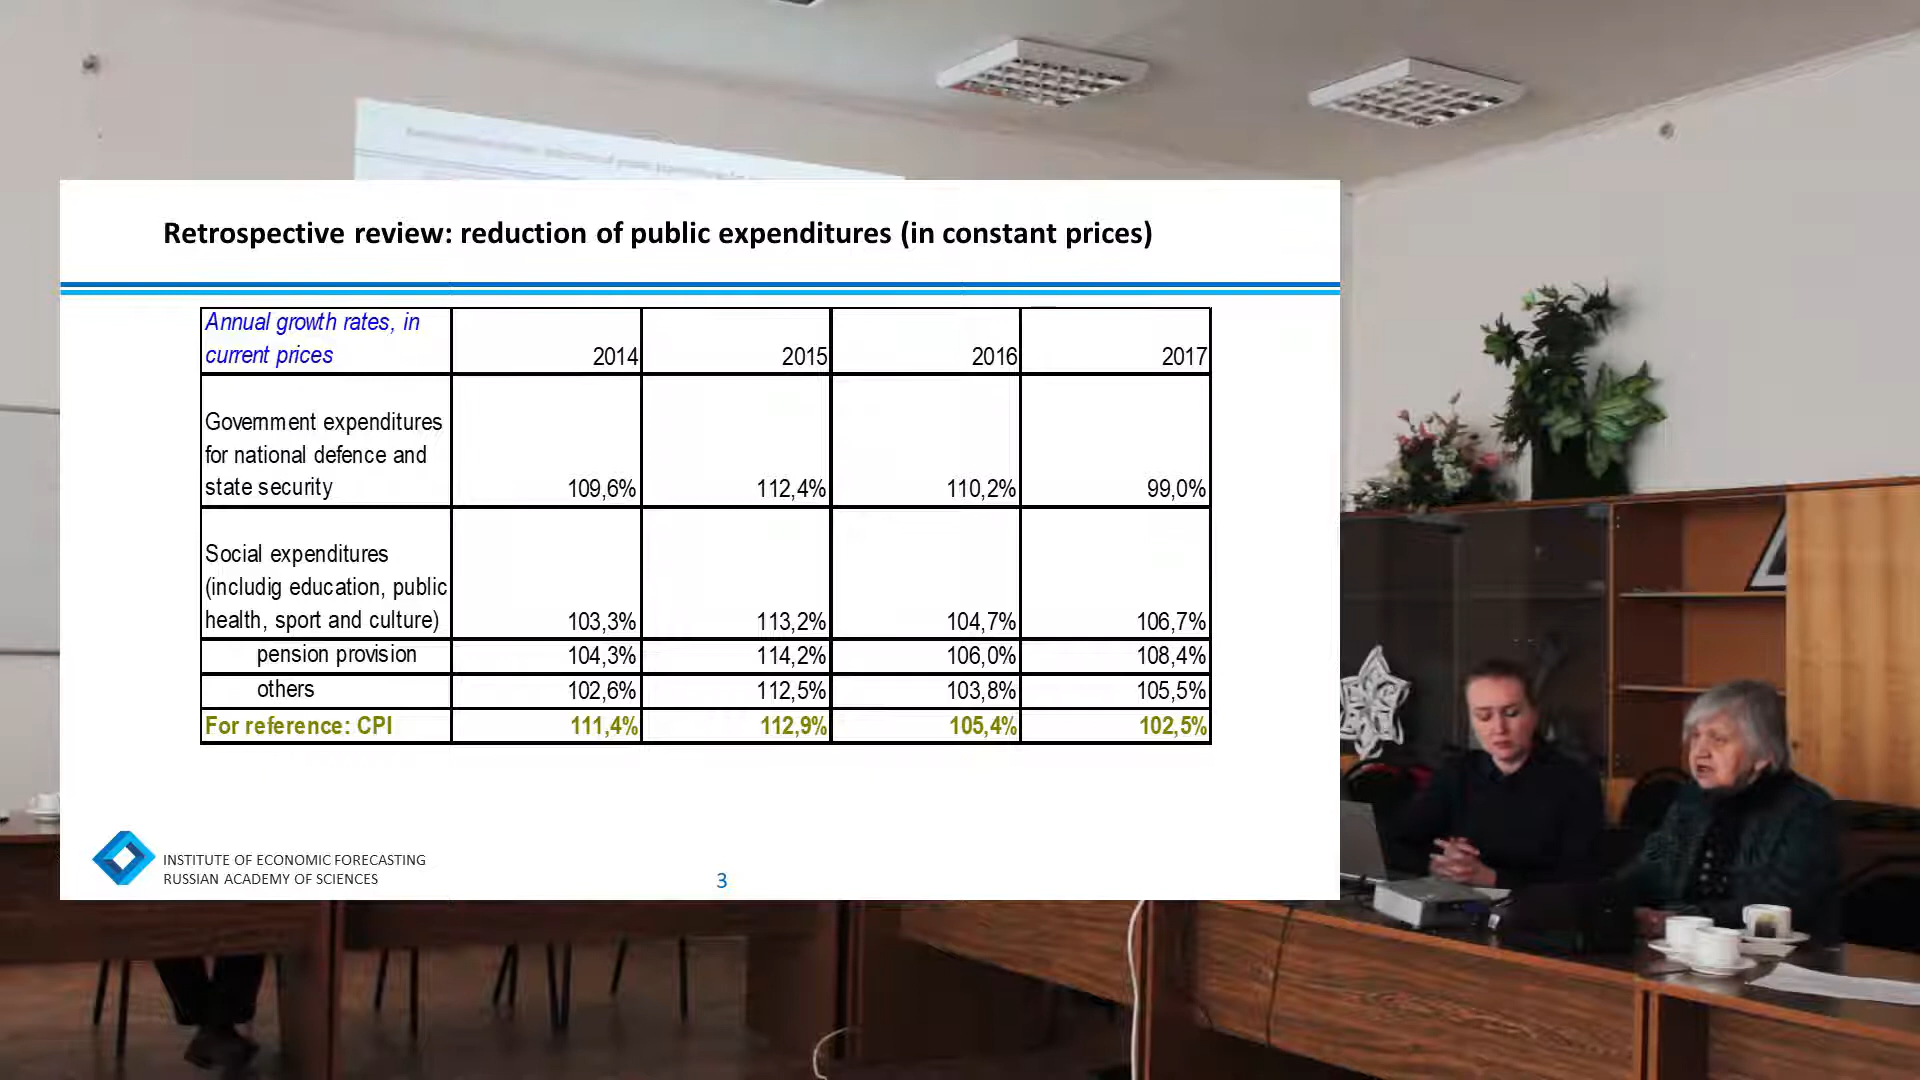 Retrospective review: reduction of public expenditures (in constant prices)
Annual growth rates, in
current prices
2014
2015
2016
2017
Government expenditures
for national defence and
state security
109,6%
112,4%
110,2%
99,0%
Social expenditures
(includig education, public
health, sport and culture)
103,3%
113,2%
104,7%
106,7%
pension provision
104,3%
114,2%
106,0%
108,4%
others
102,6%
112,5%
103,8%
105,5%
For reference: CPI
111,4%
112,9%
105,4%
102,5%
INSTITUTE OF ECONOMIC FORECASTING
RUSSIAN ACADEMY OF SCIENCES
3